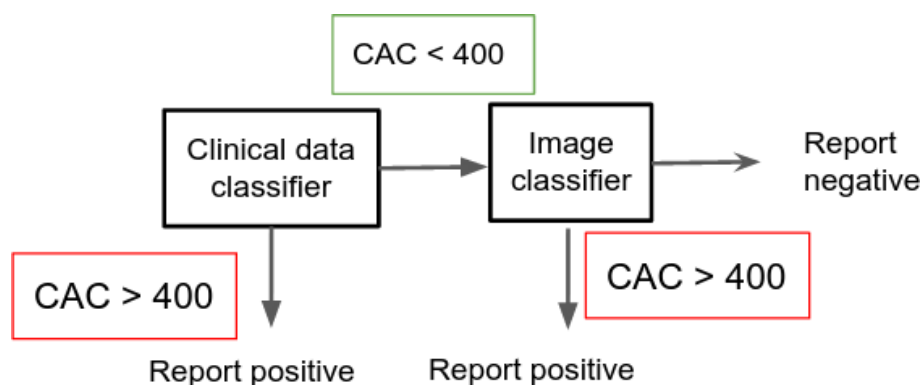 CAC < 400
Clinical data
classifier
Image
classifier
Report
negative
CAC > 400
CAC > 400
Report positive
Report positive